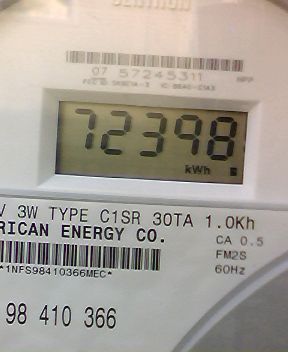 CENTRON
07 57245311
72398
kWh
V 3W TYPE C1SR 30TA 1.0Kh
RICAN ENERGY CO.
CA 0.5
FM2S
60Hz
*1NFS98410366MEC*
98 410 366